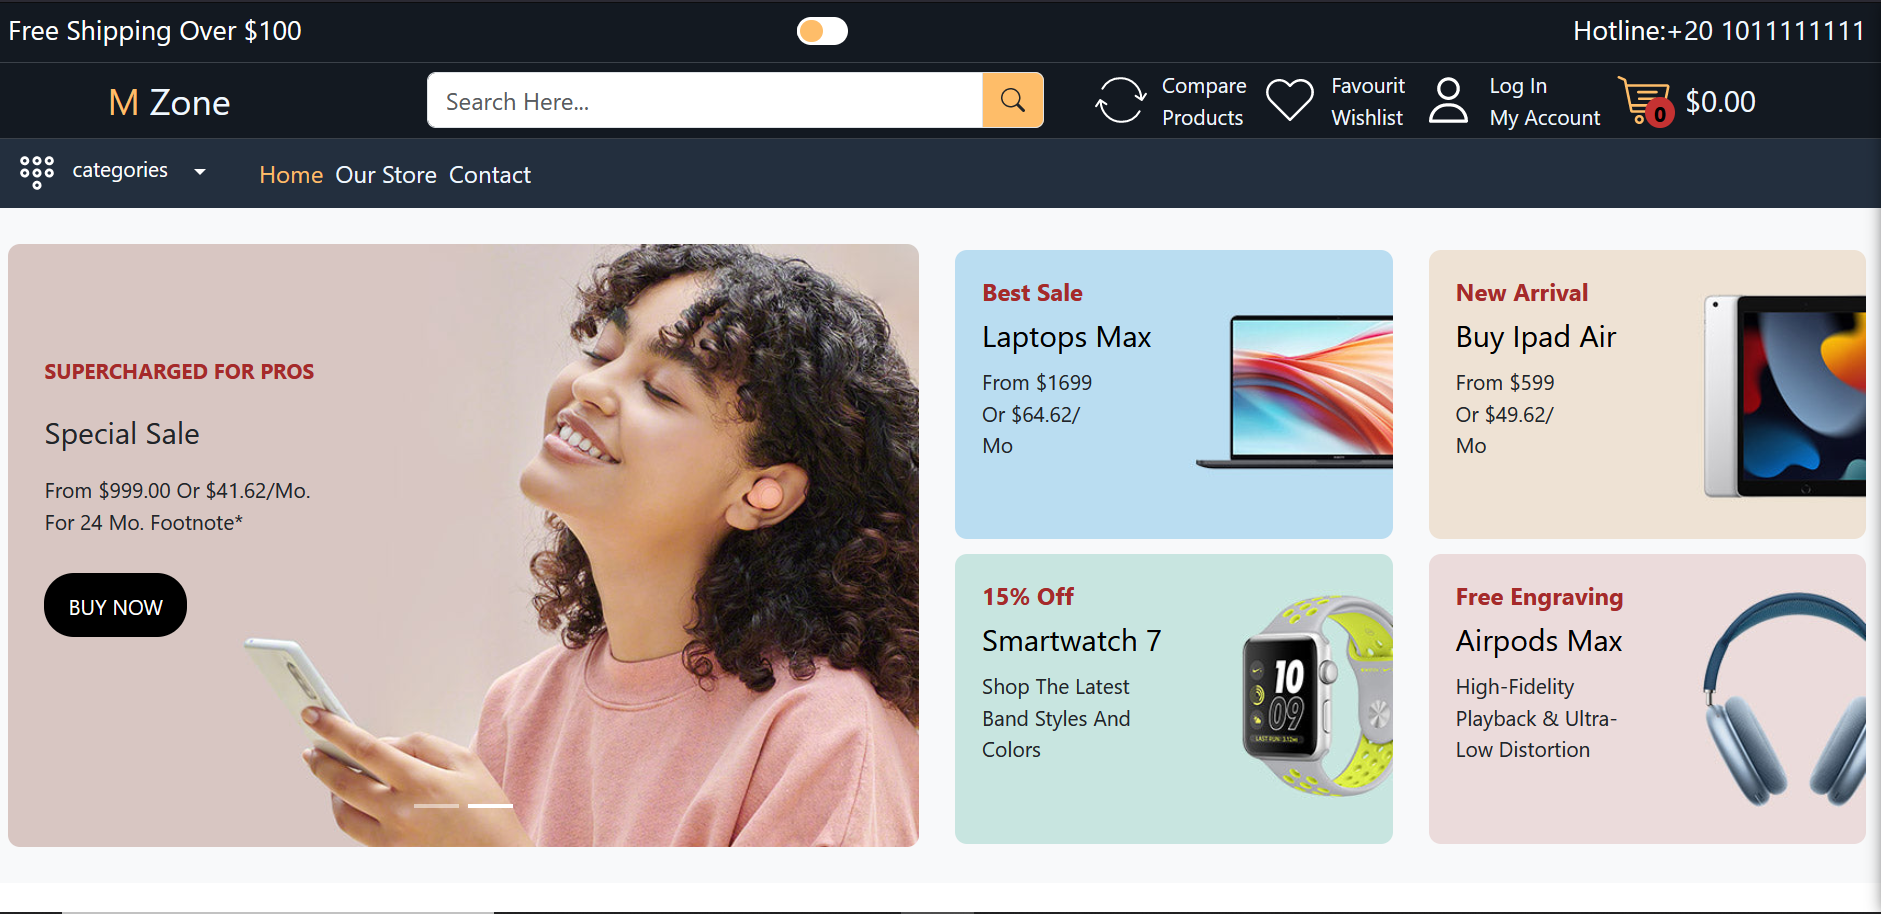 Free Shipping Over $100
Hotline:+20 1011111111
M Zone
Search Here...
Compare
Products
Favourit
Wishlist
Log In
My Account
0
$0.00
categories
Home Our Store Contact
SUPERCHARGED FOR PROS
Special Sale
From $999.00 Or $41.62/Mo.
For 24 Mo. Footnote*
BUY NOW
Best Sale
Laptops Max
From $1699
Or $64.62/
Mo
New Arrival
Buy Ipad Air
From $599
Or $49.62/
Mo
15% Off
Smartwatch 7
Shop The Latest
Band Styles And
Colors
10
09
LAST RUN: 3.12mi
Free Engraving
Airpods Max
High-Fidelity
Playback & Ultra-
Low Distortion